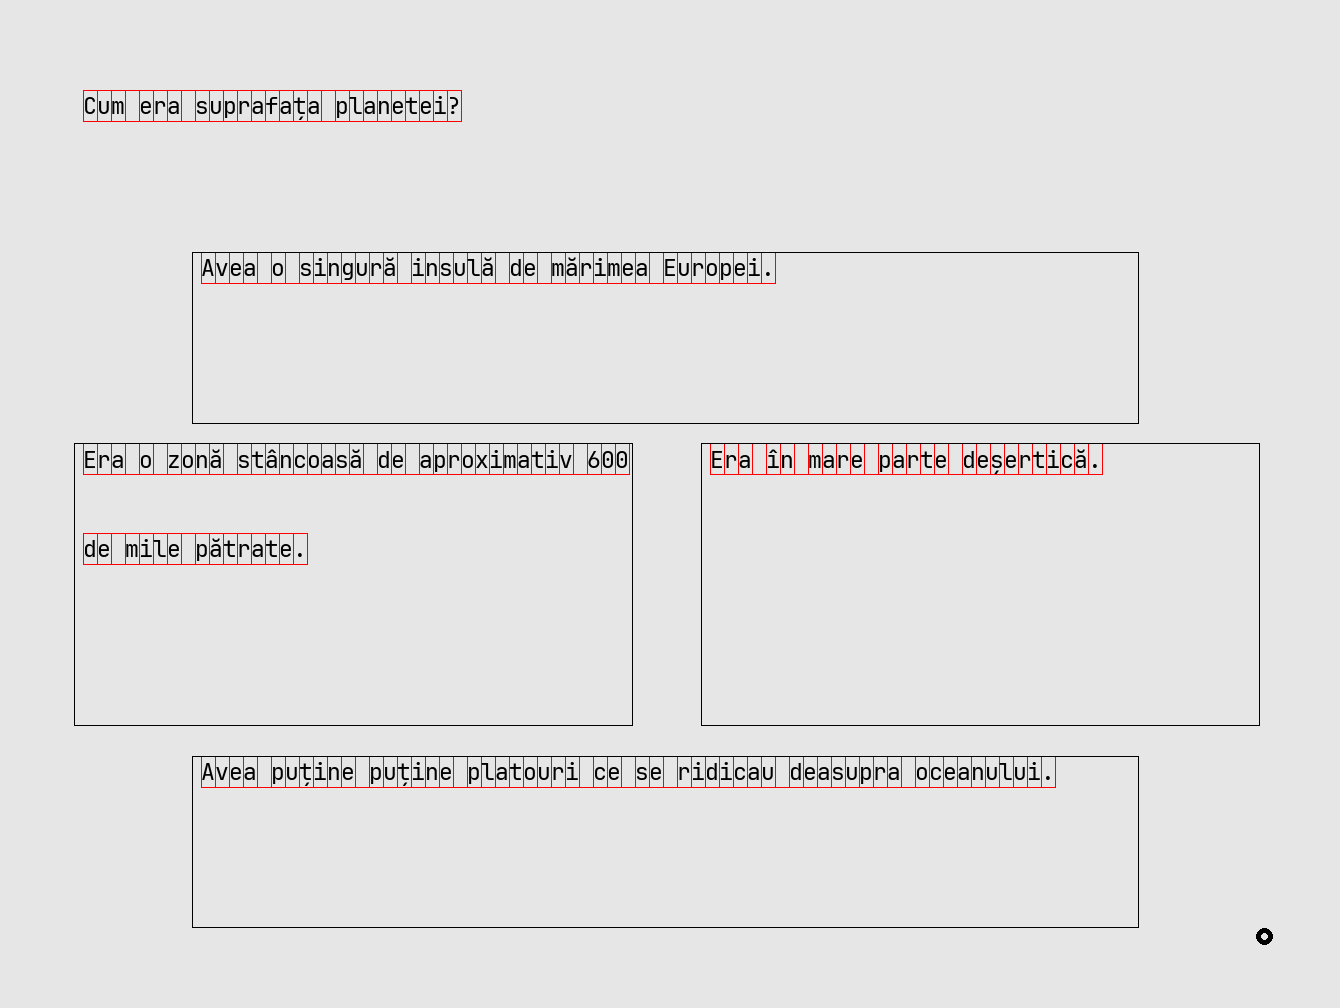 Cum era suprafața planetei?
Avea o singură insulă de mărimea Europei.
Era o zonă stâncoasă de aproximativ 600
de mile pătrate.
Era în mare parte deșertică.
Avea puține puține platouri ce se ridicau deasupra oceanului.